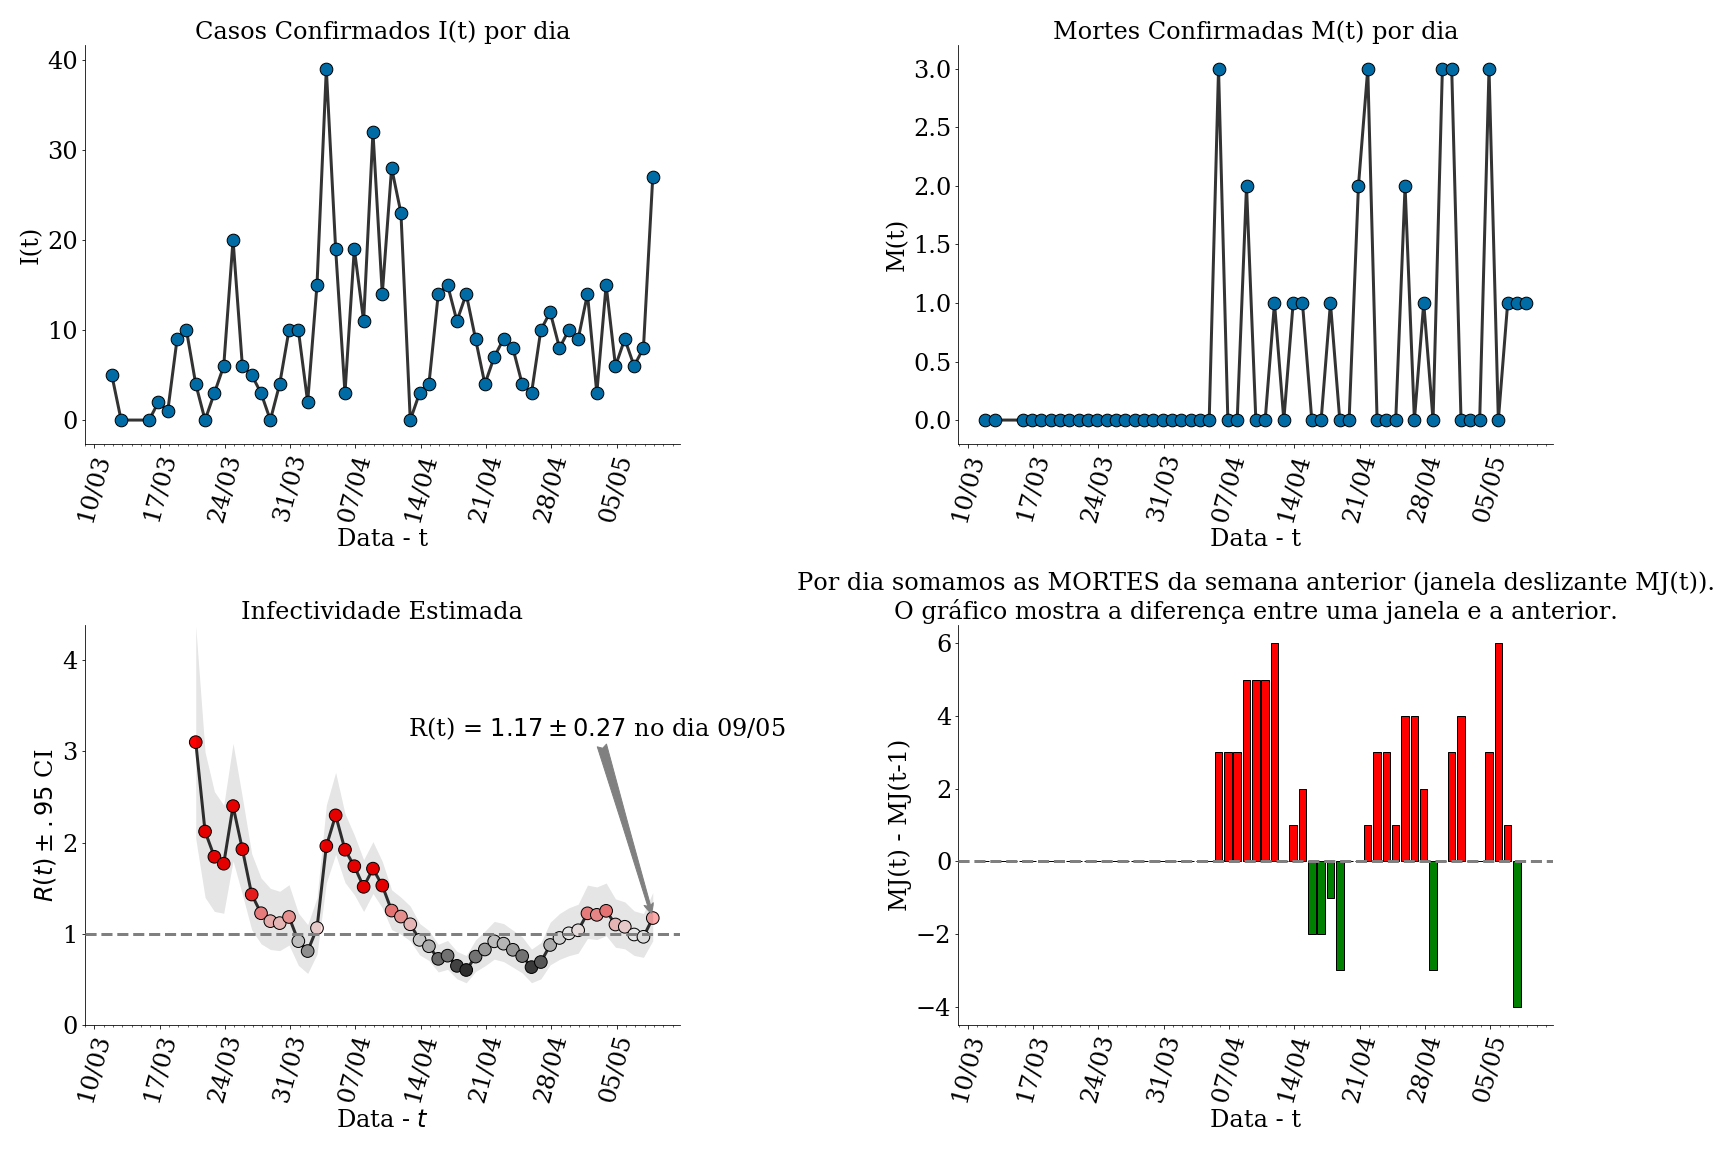 Casos Confirmados I(t) por dia
I(t)
40
30
20
10
0
10/03 17/03 24/03 31/03 07/04 14/04 21/04 28/04 05/05
Data - t
Mortes Confirmadas M(t) por dia
M(t)
3.0
2.5
2.0
1.5
1.0
0.5
0.0
10/03 17/03 24/03 31/03 07/04 14/04 21/04 28/04 05/05
Data - t
Infectividade Estimada
R(t) ± .95 CI
4
3
2
1
0
R(t) = 1.17 ± 0.27 no dia 09/05
10/03 17/03 24/03 31/03 07/04 14/04 21/04 28/04 05/05
Data - t
Por dia somamos as MORTES da semana anterior (janela deslizante MJ(t)).
O gráfico mostra a diferença entre uma janela e a anterior.
MJ(t) - MJ(t-1)
6
4
2
0
−2
−4
10/03 17/03 24/03 31/03 07/04 14/04 21/04 28/04 05/05
Data - t